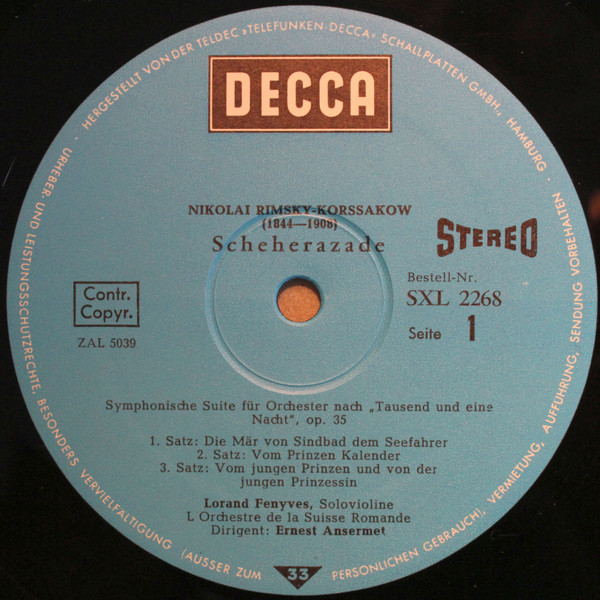 · HERGESTELLT VON DER TELDEC »TELEFUNKEN-DECCA« SCHALLPLATTEN GMBH., HAMBURG ·
URHEBER- UND LEISTUNGSSCHUTZRECHTE, BESONDERS VERVIELFALTIGUNG (AUSSER ZUM PERSONLICHEN GEBRAUCH), VERMIETUNG, AUFFUHRUNG, SENDUNG VORBEHALTEN ·
DECCA
NIKOLAI RIMSKY-KORSSAKOW
(1844—1908)
Scheherazade
STEREO
Bestell-Nr.
SXL 2268
Seite 1
Contr.
Copyr.
ZAL 5039
Symphonische Suite für Orchester nach „Tausend und eine
Nacht", op. 35
1. Satz: Die Mär von Sindbad dem Seefahrer
2. Satz: Vom Prinzen Kalender
3. Satz: Vom jungen Prinzen und von der
jungen Prinzessin
Lorand Fenyves, Solovioline
L Orchestre de la Suisse Romande
Dirigent: Ernest Ansermet
33